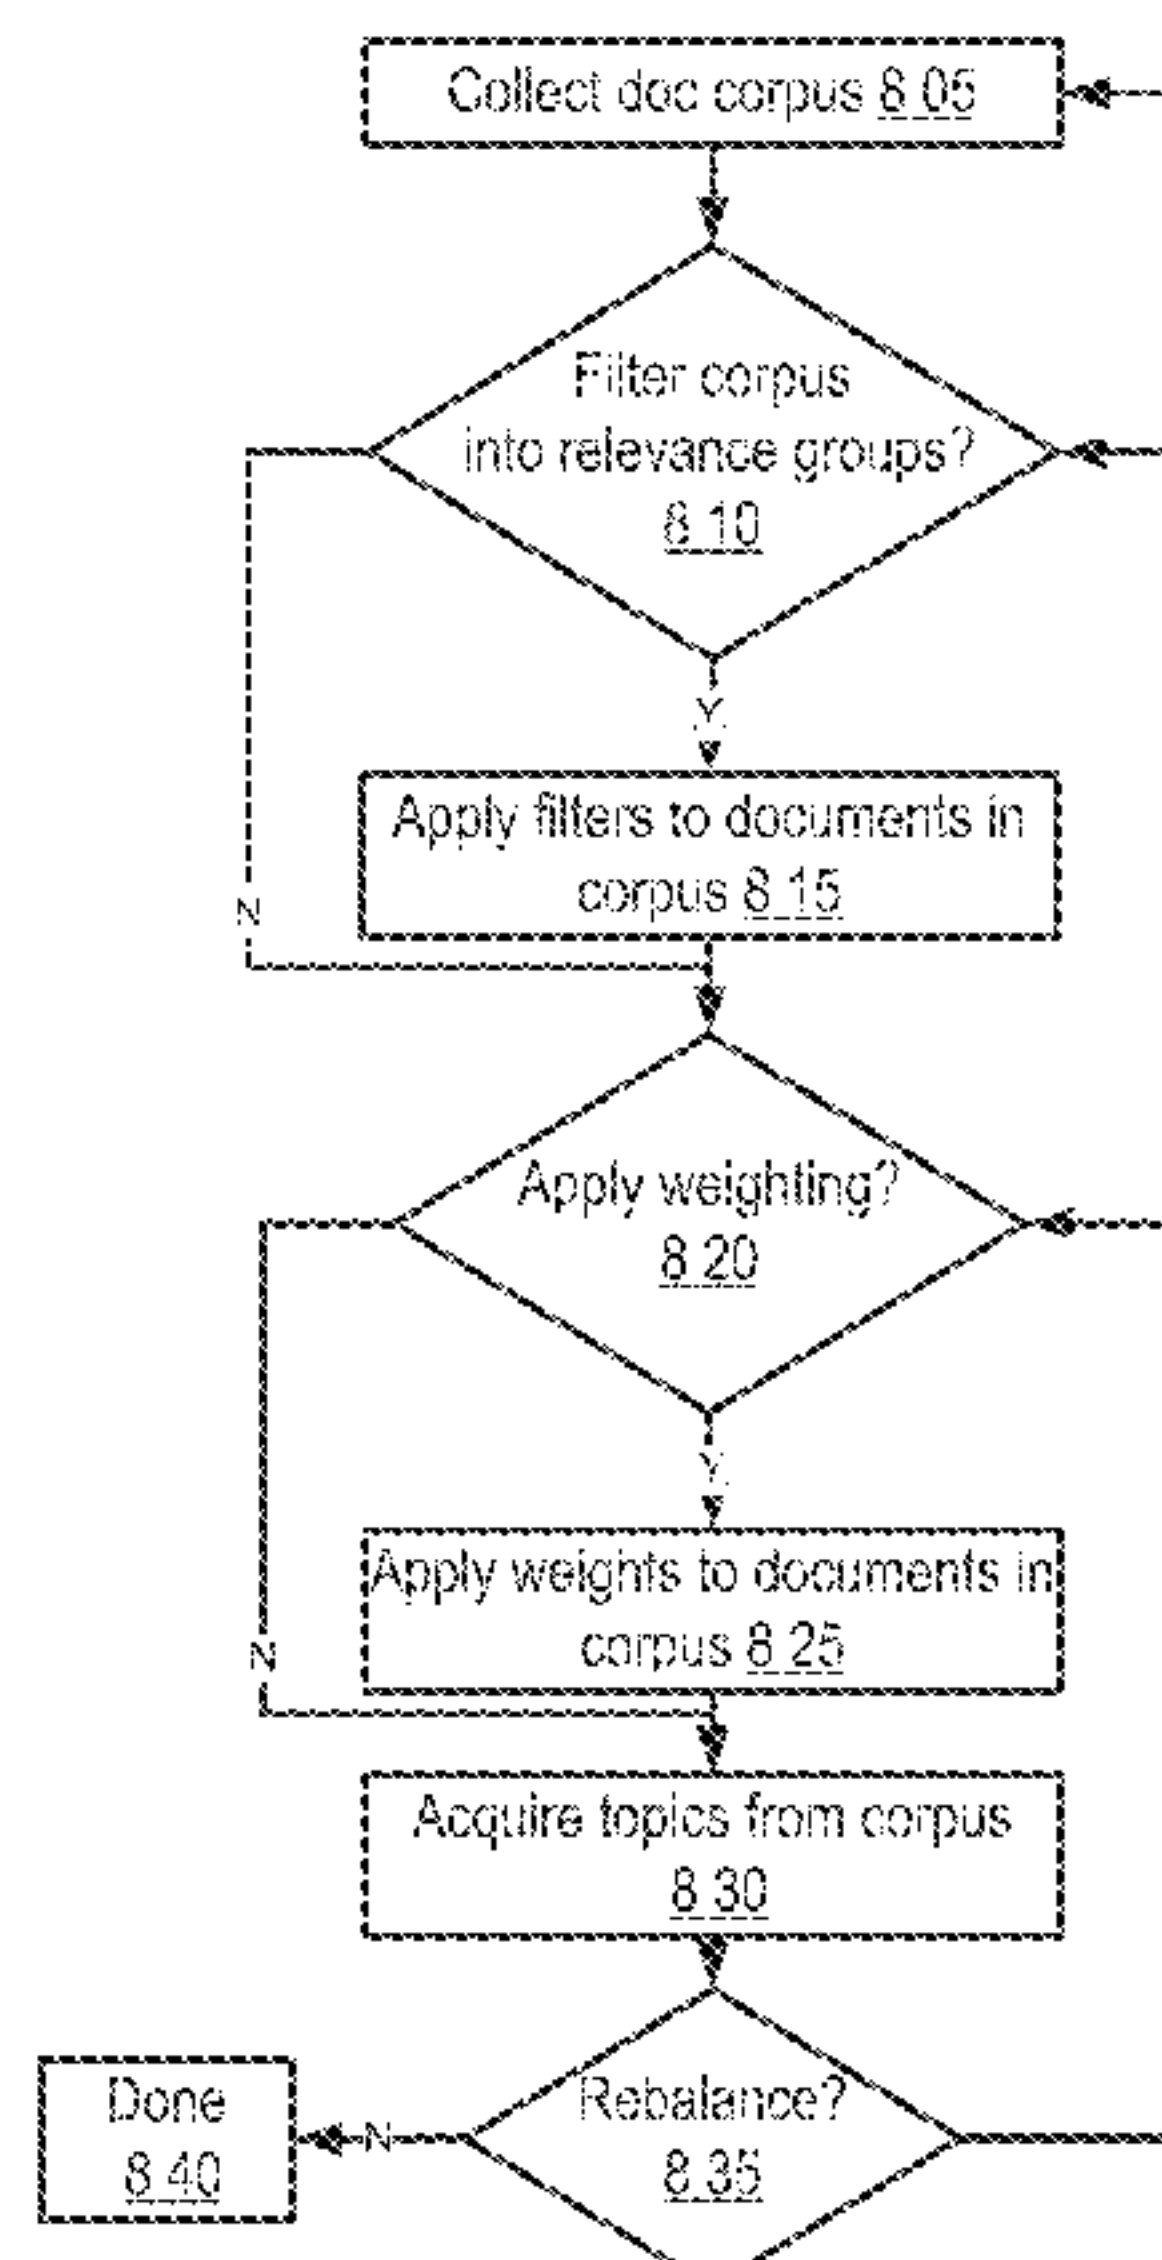 Collect doc corpus 8 05
Filter corpus
into relevance groups?
8 10
Y
Apply filters to documents in
corpus 8 15
N
Apply weighting?
8 20
Y
Apply weights to documents in
corpus 8 25
N
Acquire topics from corpus
8 30
Rebalance?
8 35
N
Done
8 40